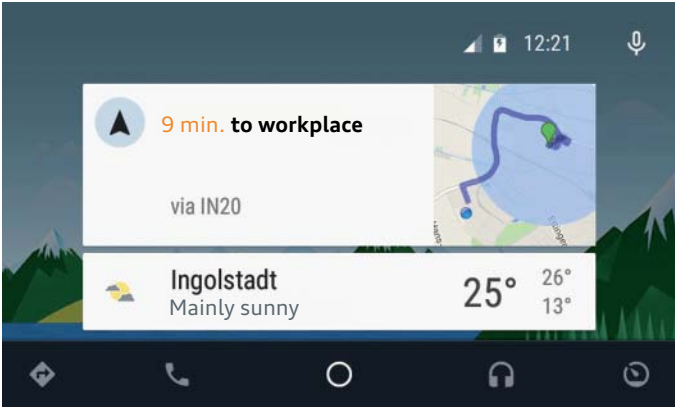 12:21
9 min. to workplace
via IN20
Ingolstadt
Mainly sunny
25°
26°
13°